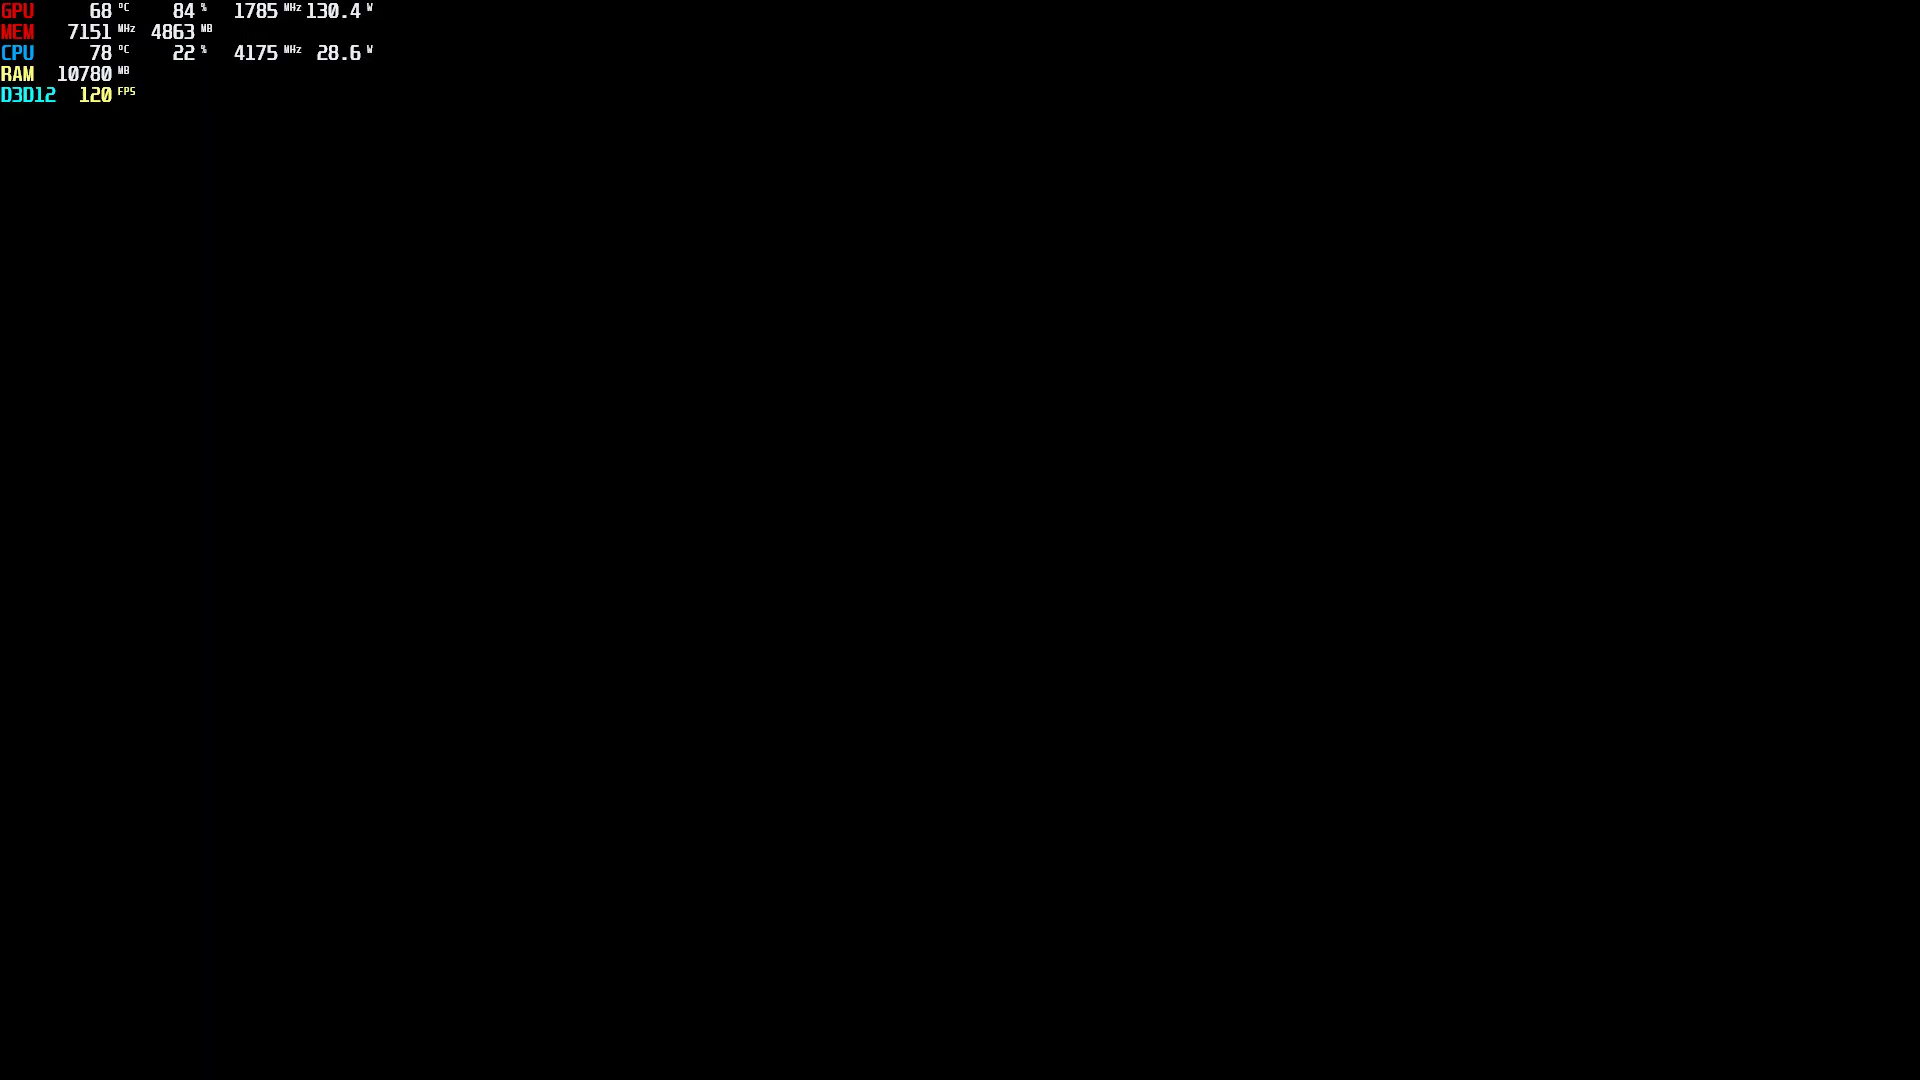 GPU 68 °C 84 % 1785 MHz 130.4 W
MEM 7151 MHz 4863 MB
CPU 78 °C 22 % 4175 MHz 28.6 W
RAM 10780 MB
D3D12 120 FPS